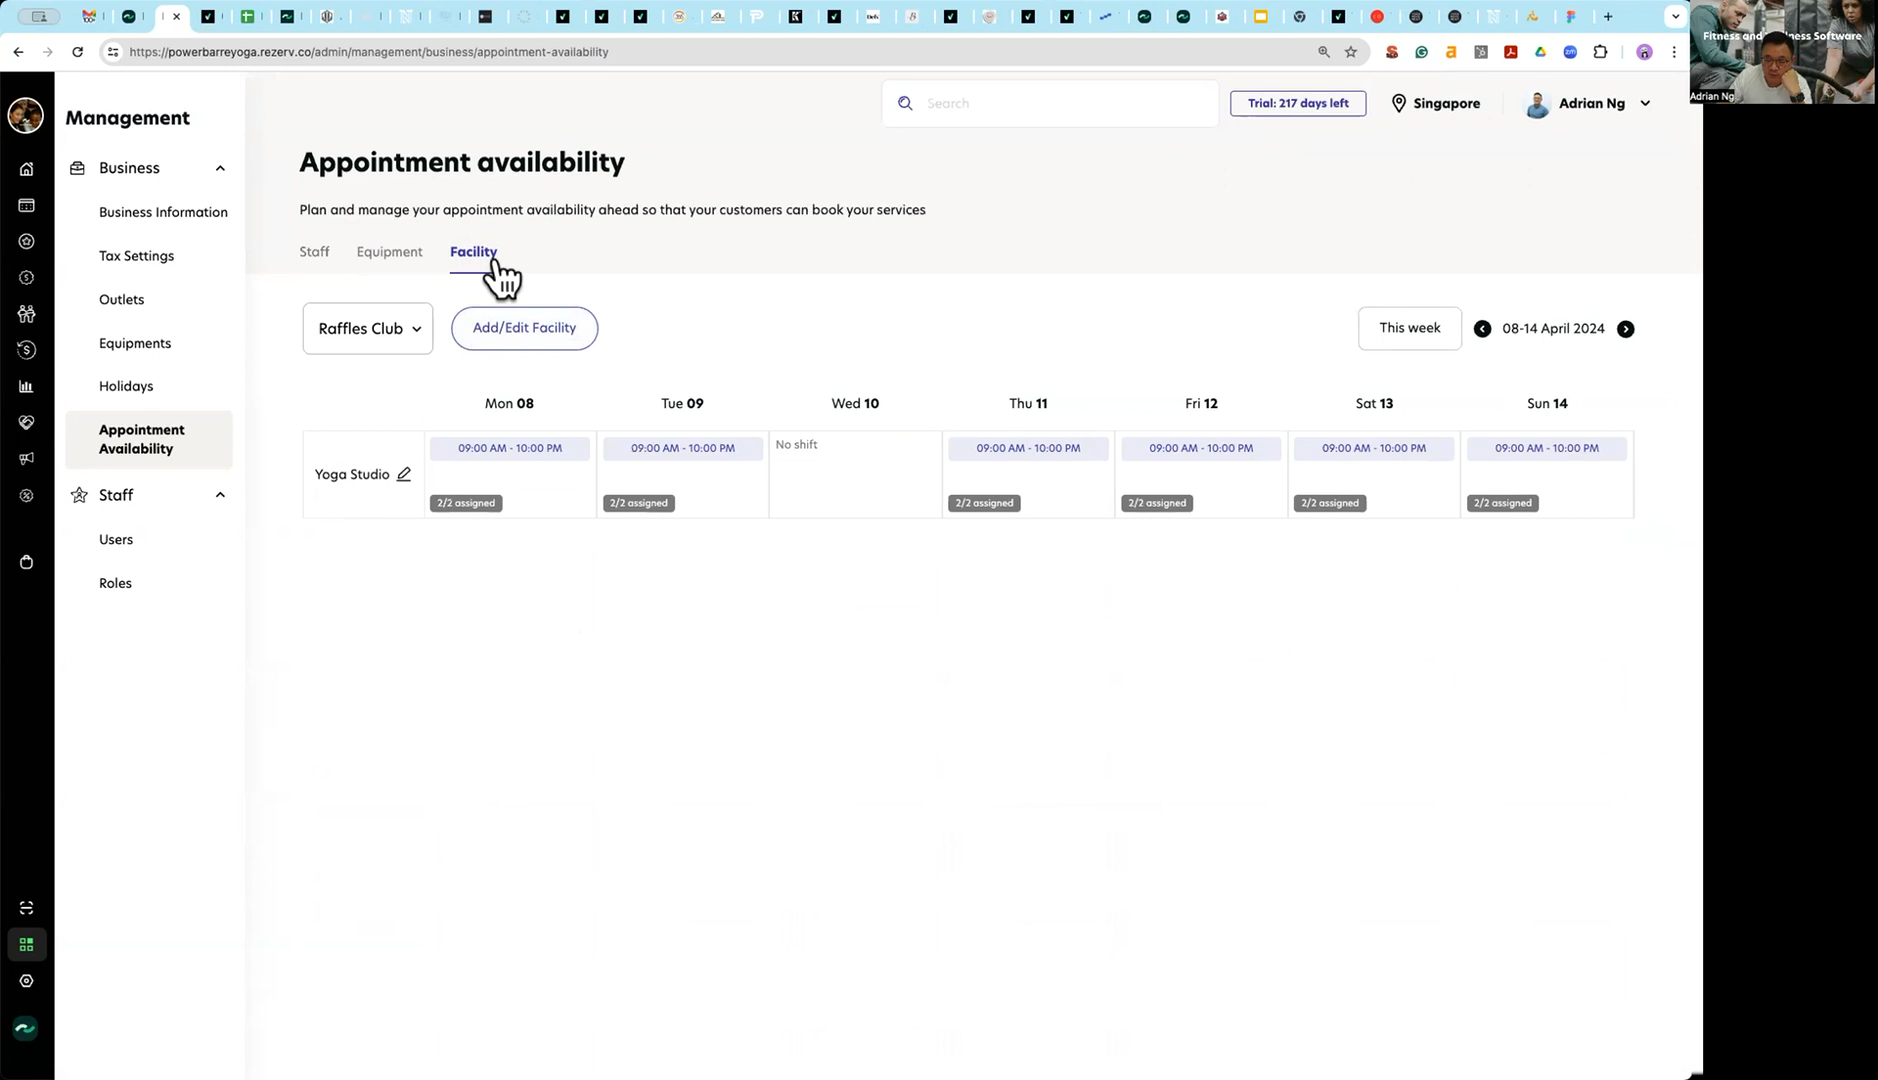 https://powerbarreyoga.rezerv.co/admin/management/business/appointment-availability
Fitness and
Software
Adrian Ng
Management
Business
Business Information
Tax Settings
Outlets
Equipments
Holidays
Appointment
Availability
Staff
Users
Roles
Search
Trial: 217 days left
Singapore
Adrian Ng
Appointment availability
Plan and manage your appointment availability ahead so that your customers can book your services
Staff Equipment Facility
Raffles Club
Add/Edit Facility
This week
08-14 April 2024
Mon 08 Tue 09 Wed 10 Thu 11 Fri 12 Sat 13 Sun 14
Yoga Studio
09:00 AM - 10:00 PM 09:00 AM - 10:00 PM No shift 09:00 AM - 10:00 PM 09:00 AM - 10:00 PM 09:00 AM - 10:00 PM 09:00 AM - 10:00 PM
2/2 assigned 2/2 assigned 2/2 assigned 2/2 assigned 2/2 assigned 2/2 assigned